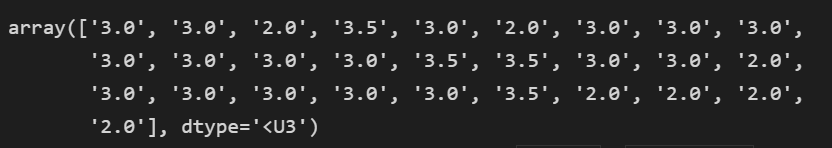 array(['3.0', '3.0', '2.0', '3.5', '3.0', '2.0', '3.0', '3.0', '3.0',
'3.0', '3.0', '3.0', '3.0', '3.5', '3.5', '3.0', '3.0', '2.0',
'3.0', '3.0', '3.0', '3.0', '3.0', '3.5', '2.0', '2.0', '2.0',
'2.0'], dtype='<U3')